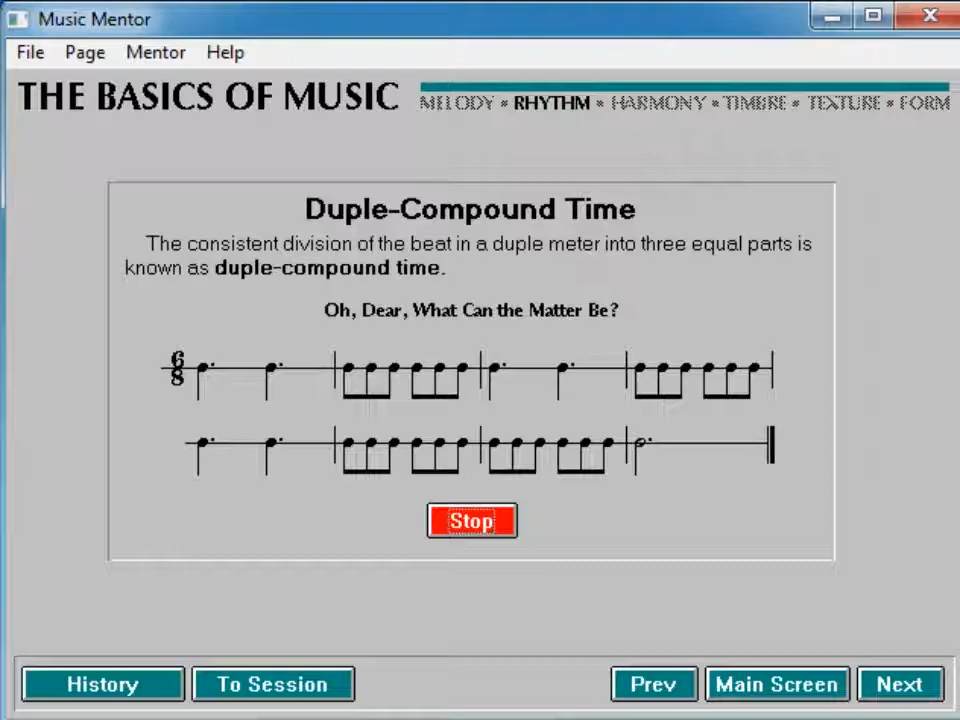 Music Mentor
File Page Mentor Help
THE BASICS OF MUSIC
MELODY • RHYTHM • HARMONY • TIMBRE • TEXTURE • FORM
Duple-Compound Time
The consistent division of the beat in a duple meter into three equal parts is
known as duple-compound time.
Oh, Dear, What Can the Matter Be?
6
8
Stop
History To Session Prev Main Screen Next